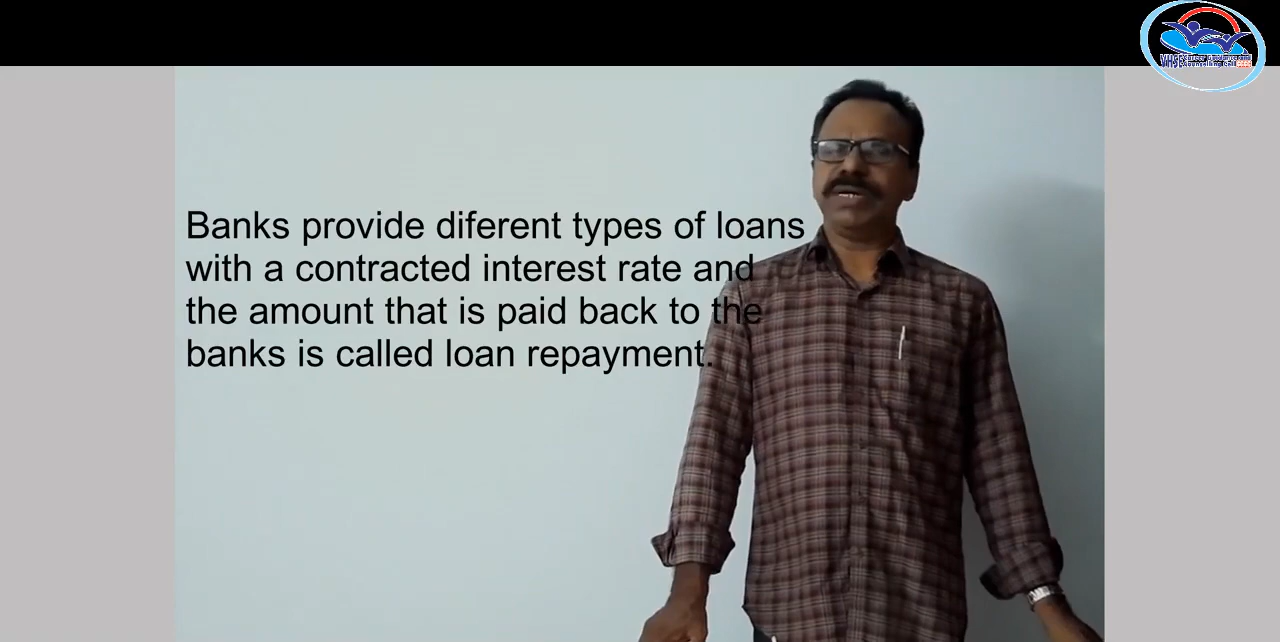 Banks provide diferent types of loans
with a contracted interest rate and
the amount that is paid back to the
banks is called loan repayment.